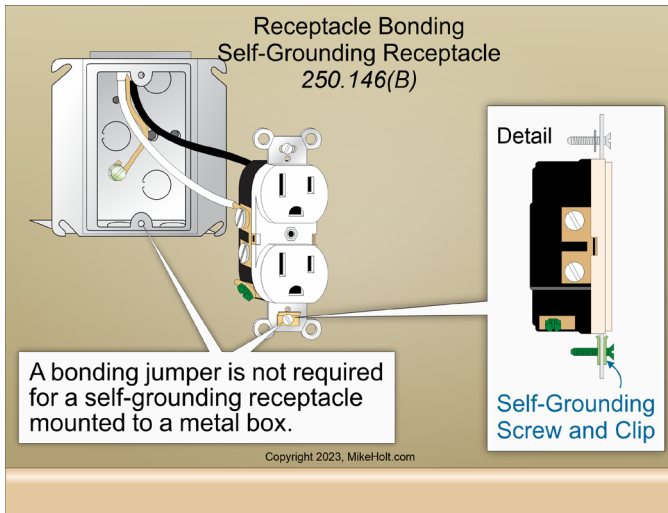 Receptacle Bonding
Self-Grounding Receptacle
250.146(B)
Detail
A bonding jumper is not required
for a self-grounding receptacle
mounted to a metal box.
Self-Grounding
Screw and Clip
Copyright 2023, MikeHolt.com